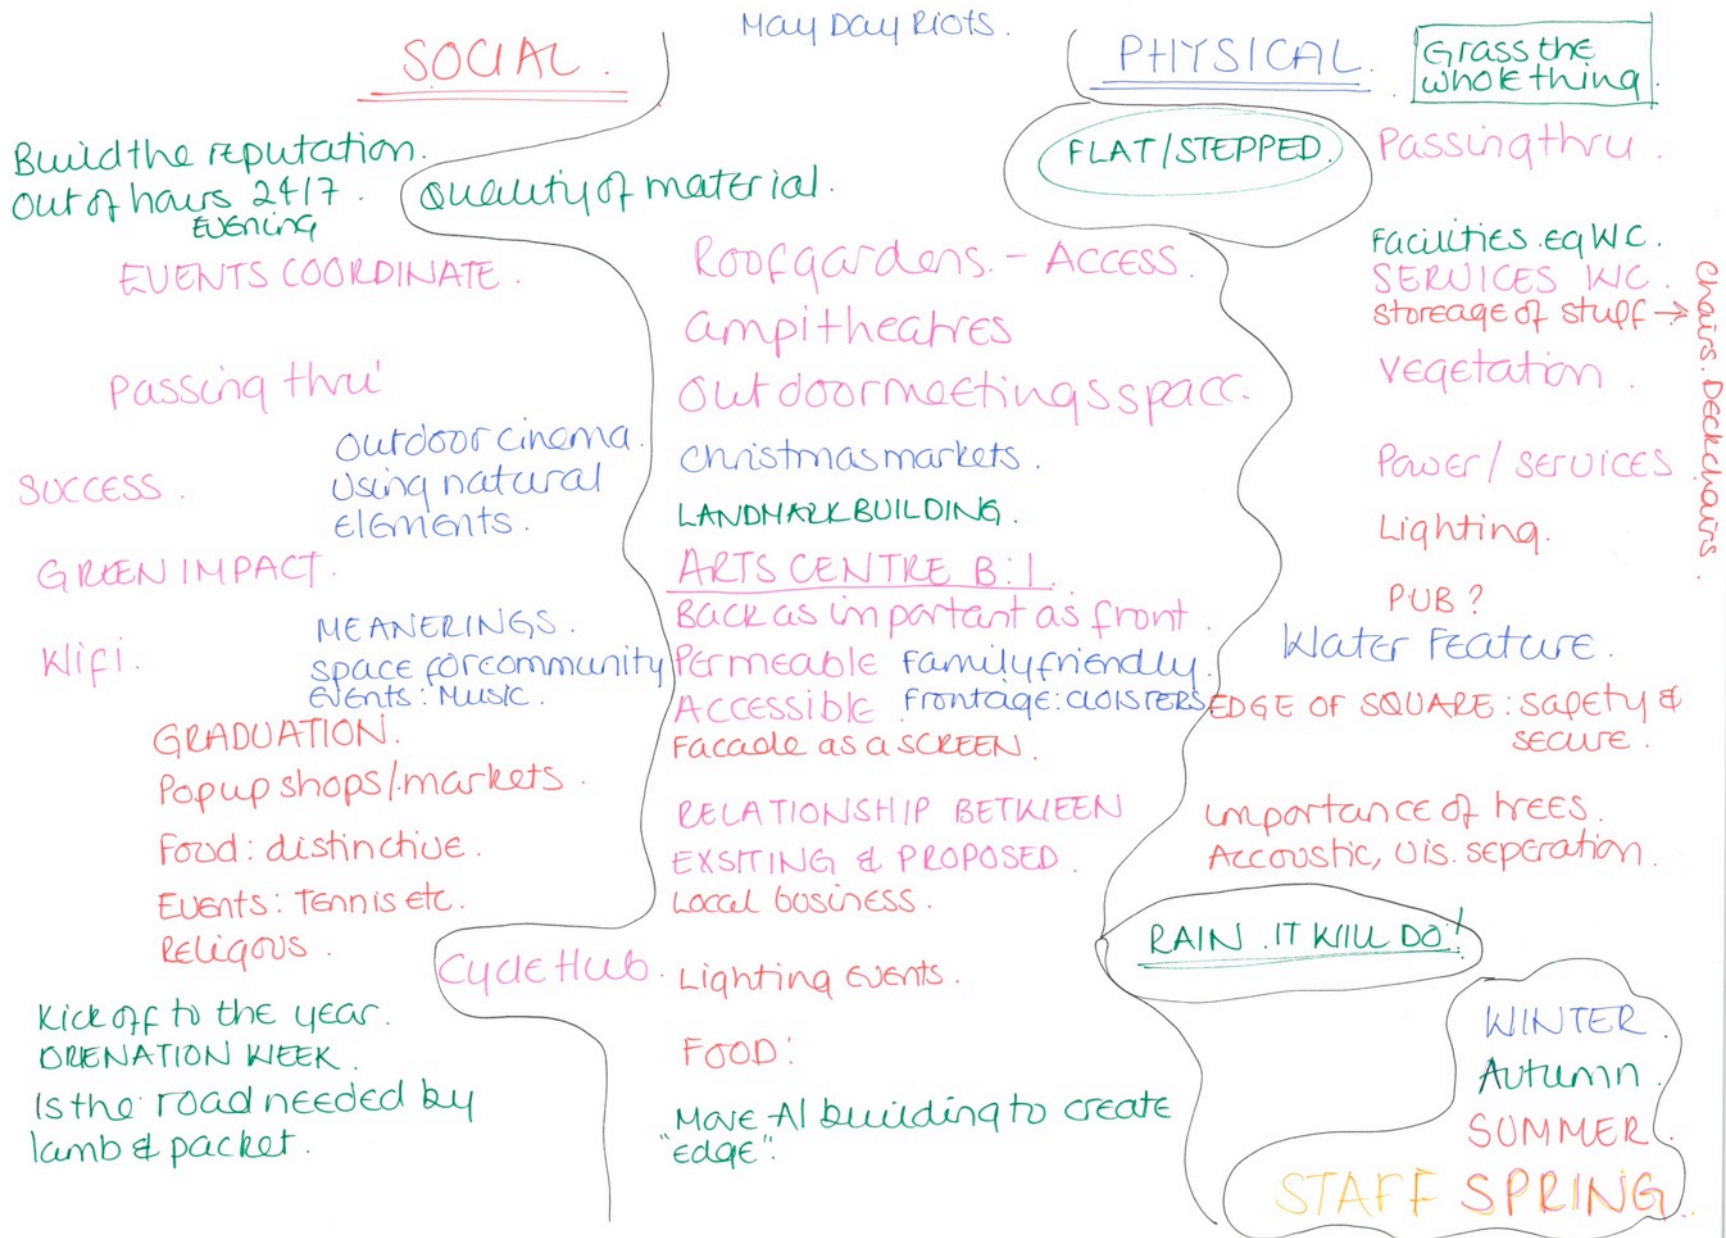 May Day Riots.
SOCIAL.
Build the reputation.
Out of hours 24/7.
Evening
EVENTS COORDINATE.
Passing thru'
Outdoor cinema.
using natural
elements.
SUCCESS.
GREEN IMPACT.
Wifi.
MEANERINGS.
space for community
events: Music.
GRADUATION.
Pop up shops/markets.
Food: distinctive.
Events: Tennis etc.
Religous.
Kick off to the year.
ORENATION WEEK.
Is the road needed by
lamb & packet.
Quality of material.
Roof gardens. - ACCESS.
ampitheatres
Outdoor meetings space.
Christmas markets.
LANDMARK BUILDING.
ARTS CENTRE B:1.
Back as important as front.
Permeable Family friendly.
Accessible. Frontage: CLOISTERS
Facade as a SCREEN.
RELATIONSHIP BETWEEN
EXSITING & PROPOSED.
Local business.
Cycle Hub.
Lighting Events.
FOOD:
Move A1 building to create
"edge".
PHYSICAL.
Grass the
whole thing.
FLAT/STEPPED.
Passing thru.
Facilities. eg WC.
SERVICES WC.
Storeage of stuff →
Chairs. Deckchairs.
Vegetation.
Power/services
Lighting.
PUB?
Water Feature.
EDGE OF SQUARE: Safety &
secure.
Importance of trees.
Accoustic, vis. seperation.
RAIN. IT WILL DO!
WINTER.
Autumn.
SUMMER.
STAFF SPRING.